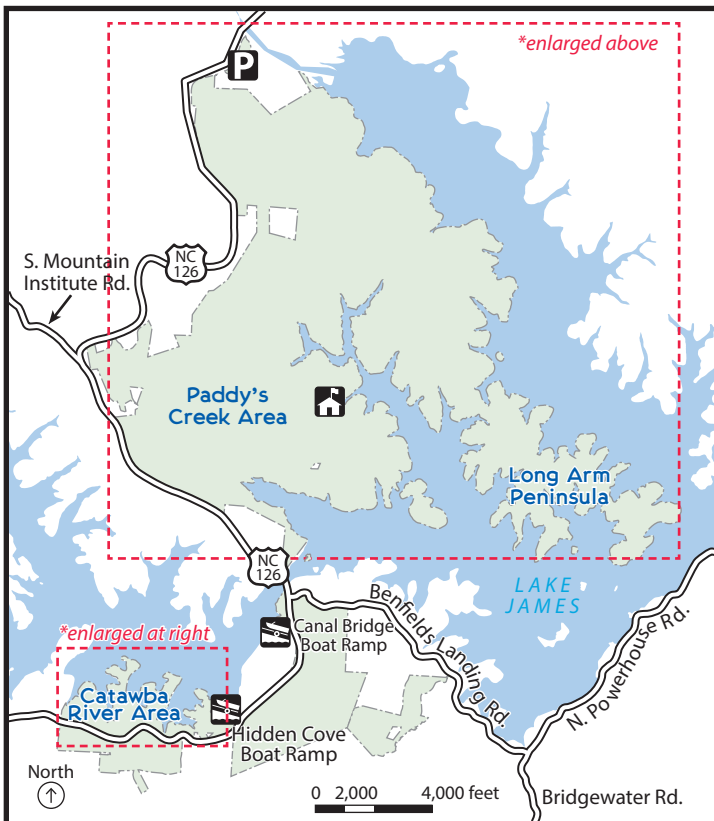 *enlarged above
P
S. Mountain
Institute Rd.
NC
126
Paddy's
Creek Area
Long Arm
Peninsula
NC
126
LAKE
JAMES
Benfields Landing Rd.
N. Powerhouse Rd.
Canal Bridge
Boat Ramp
*enlarged at right
Catawba
River Area
Hidden Cove
Boat Ramp
North
0 2,000 4,000 feet
Bridgewater Rd.